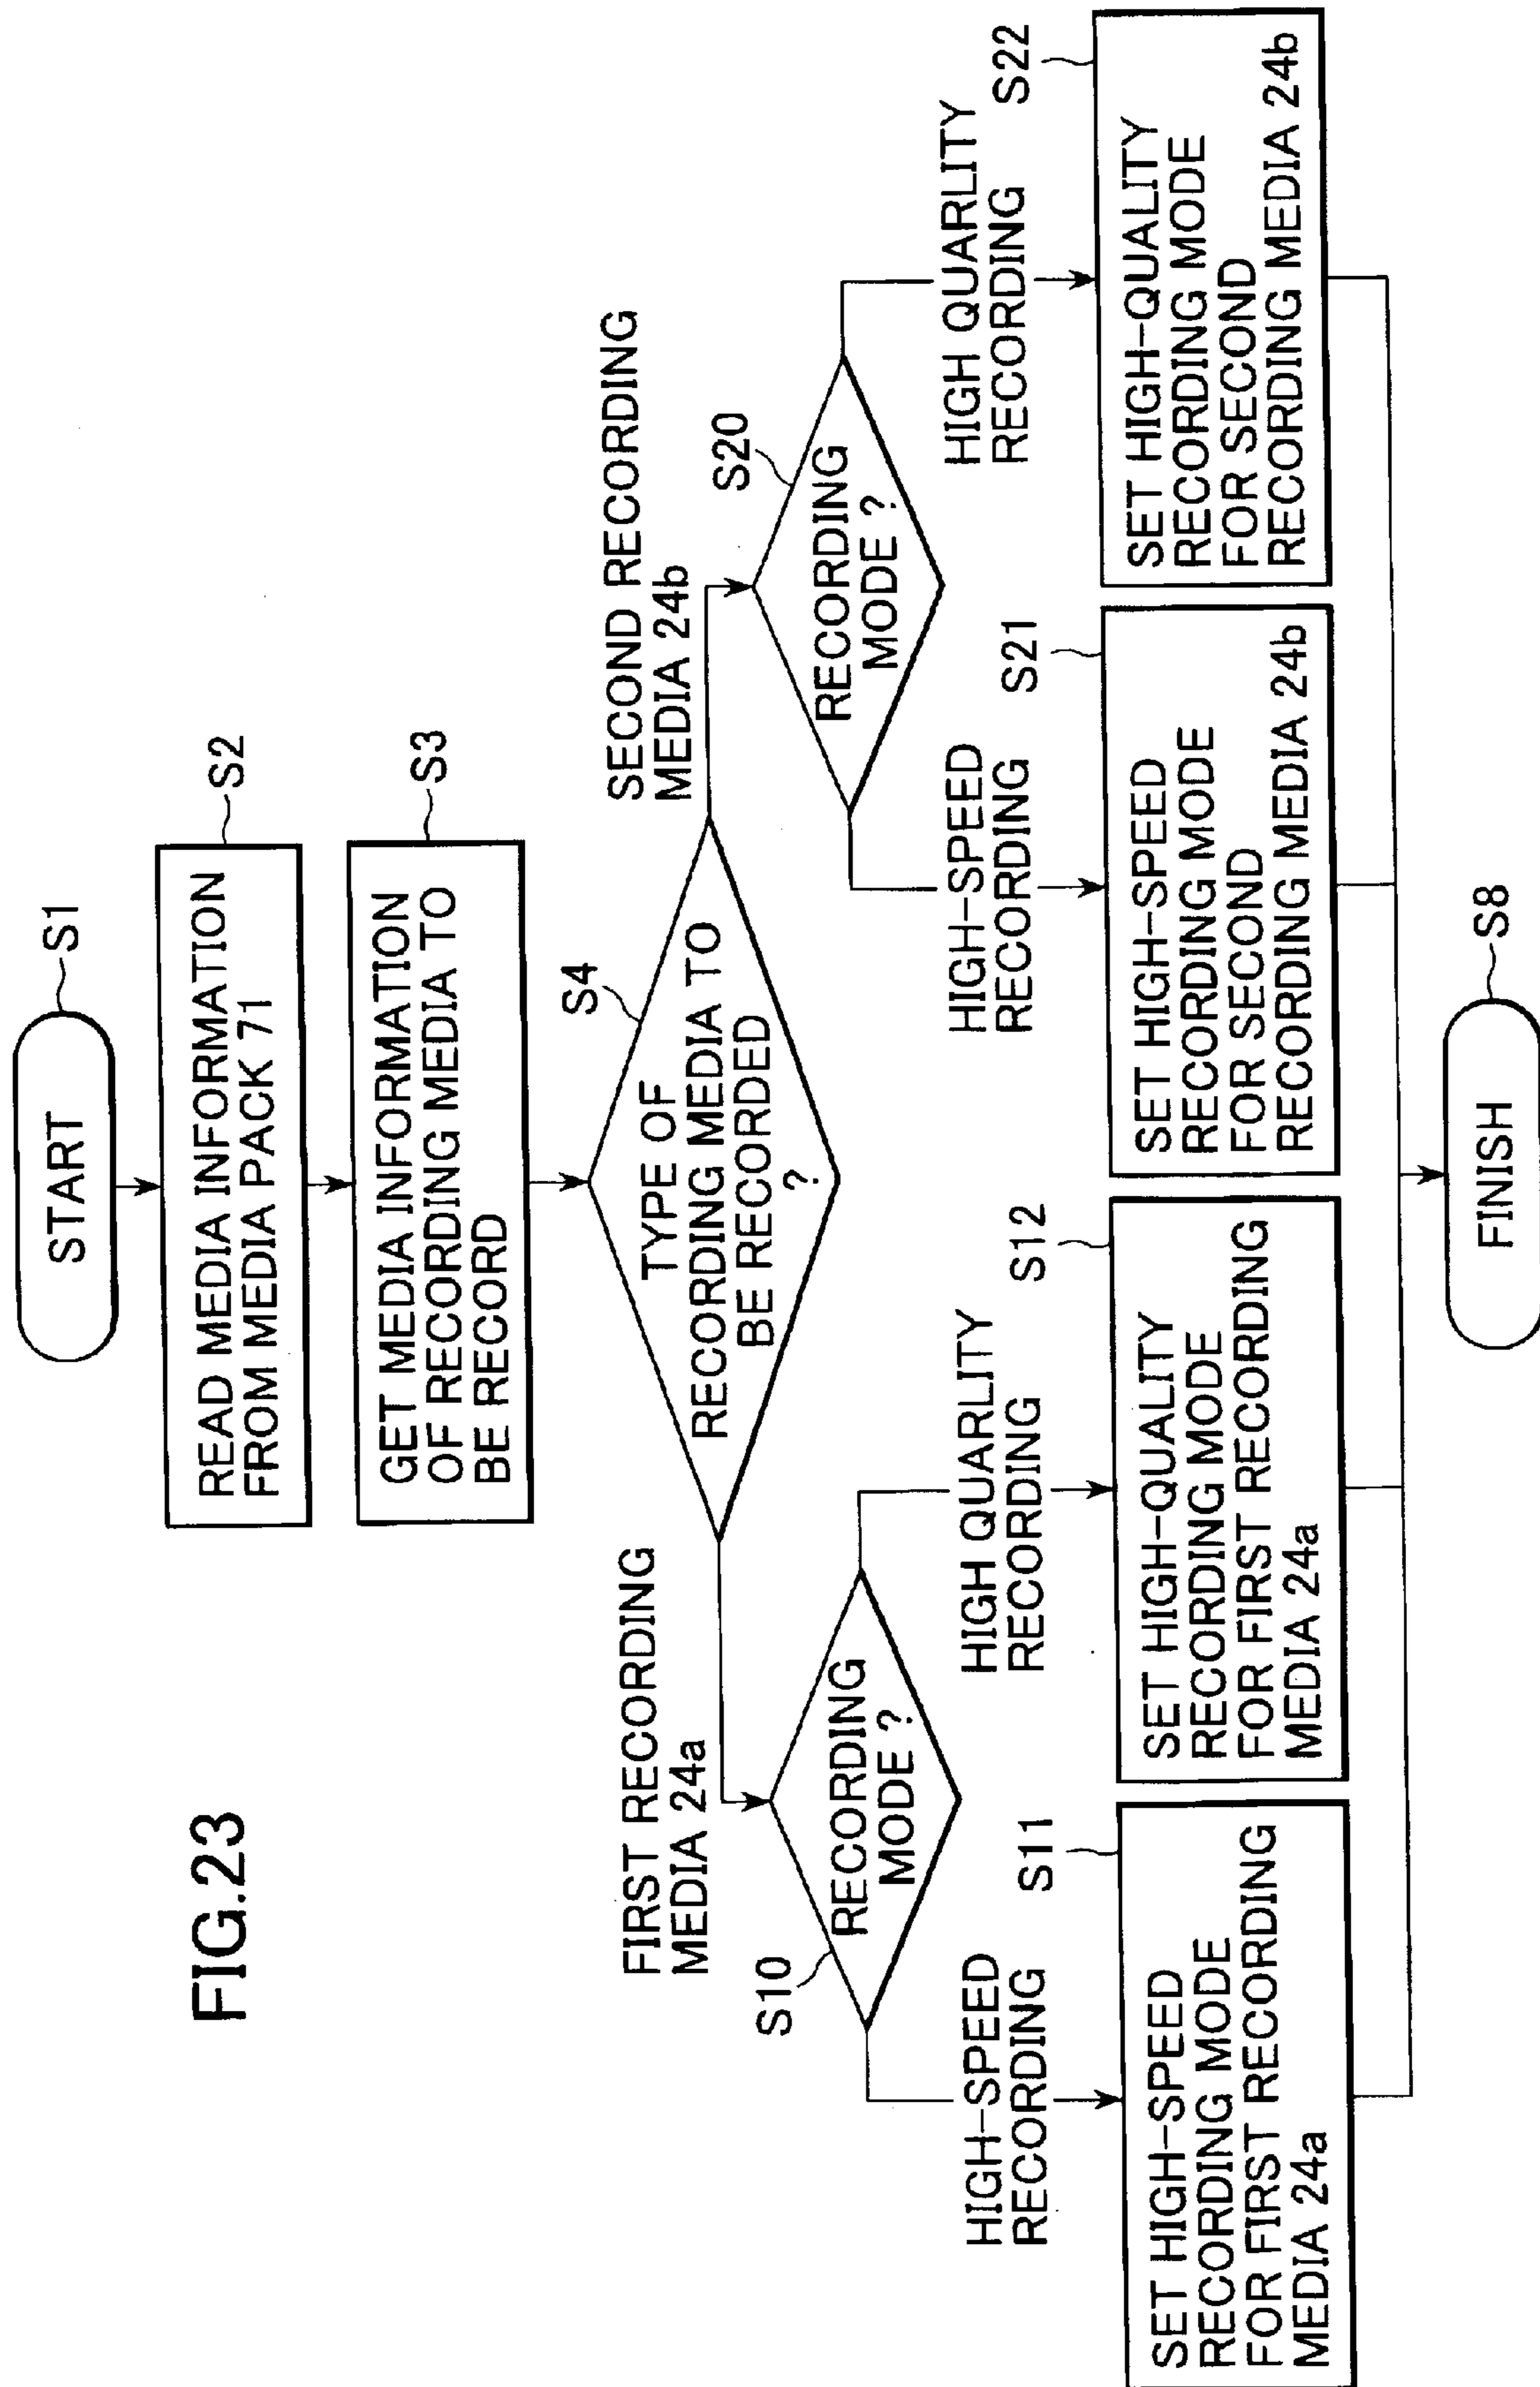 FIG.23
START
S1
READ MEDIA INFORMATION
FROM MEDIA PACK 71
S2
GET MEDIA INFORMATION
OF RECORDING MEDIA TO
BE RECORD
S3
S4
TYPE OF
RECORDING MEDIA TO
BE RECORDED
?
FIRST RECORDING
MEDIA 24a
SECOND RECORDING
MEDIA 24b
S10
RECORDING
MODE ?
S20
RECORDING
MODE ?
HIGH-SPEED
RECORDING
HIGH QUARLITY
RECORDING
HIGH-SPEED
RECORDING
HIGH QUARLITY
RECORDING
S11
SET HIGH-SPEED
RECORDING MODE
FOR FIRST RECORDING
MEDIA 24a
S12
SET HIGH-QUALITY
RECORDING MODE
FOR FIRST RECORDING
MEDIA 24a
S21
SET HIGH-SPEED
RECORDING MODE
FOR SECOND
RECORDING MEDIA 24b
S22
SET HIGH-QUALITY
RECORDING MODE
FOR SECOND
RECORDING MEDIA 24b
FINISH
S8